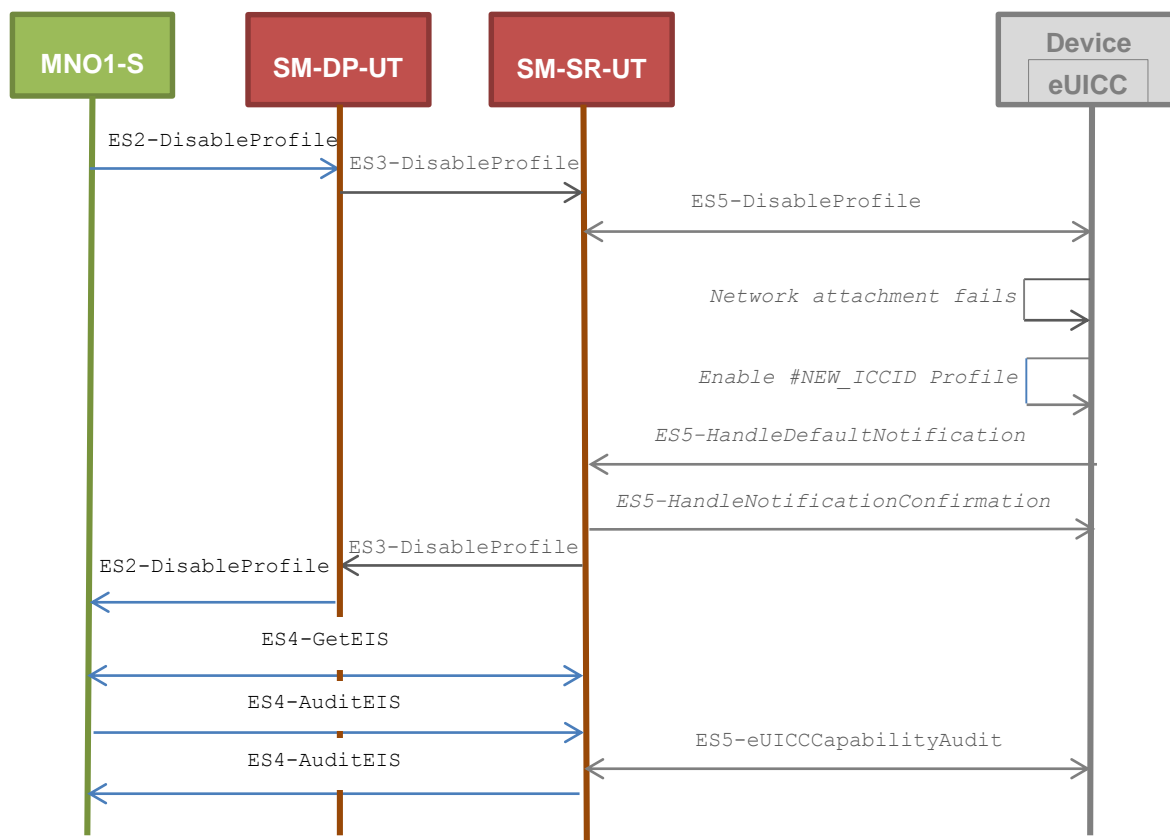 MNO1-S
SM-DP-UT
SM-SR-UT
Device
eUICC
ES2-DisableProfile
ES3-DisableProfile
ES5-DisableProfile
Network attachment fails
Enable #NEW_ICCID Profile
ES5-HandleDefaultNotification
ES5-HandleNotificationConfirmation
ES3-DisableProfile
ES2-DisableProfile
ES4-GetEIS
ES4-AuditEIS
ES5-eUICCCapabilityAudit
ES4-AuditEIS